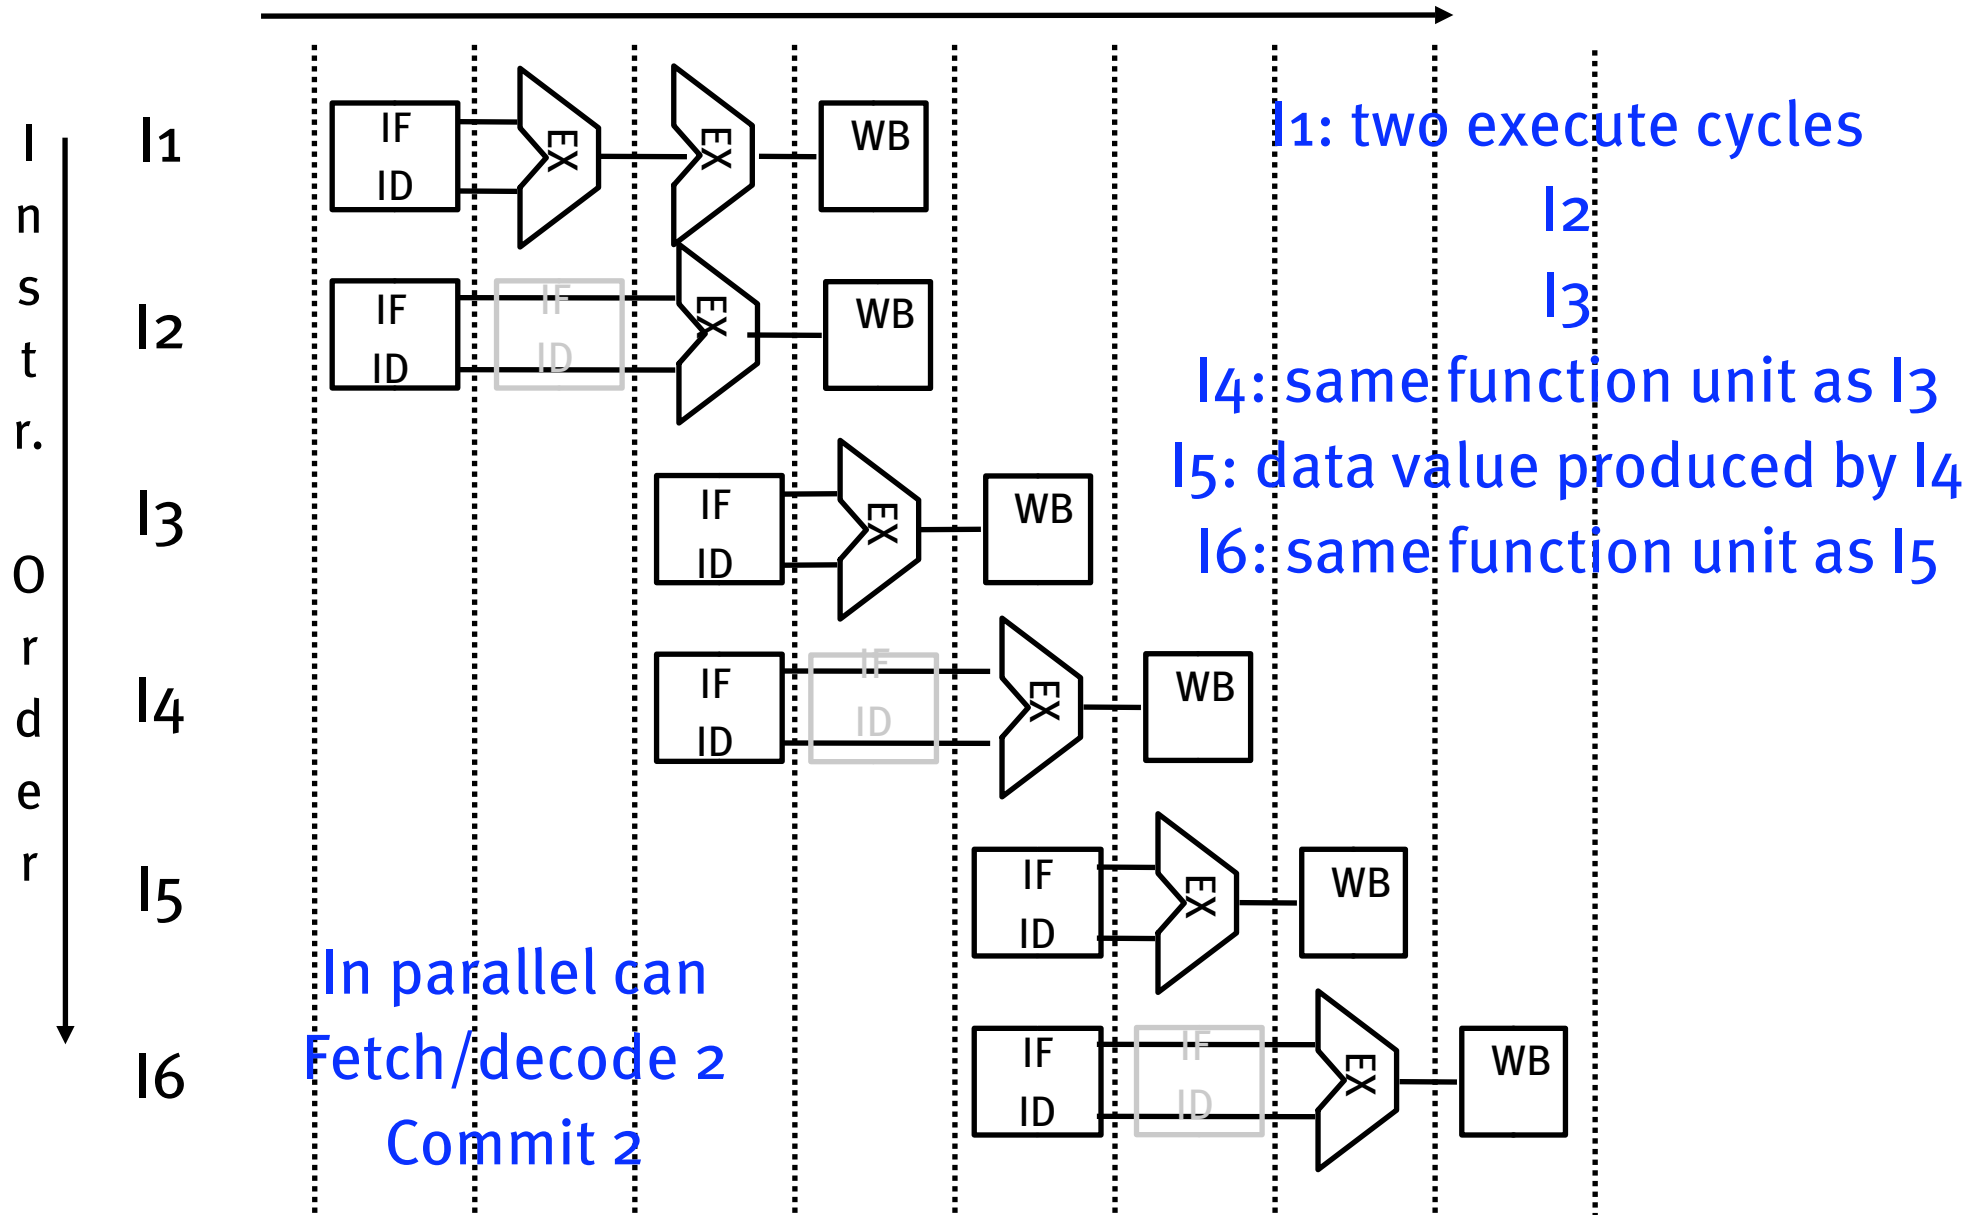 Instr. Order
I1
IF
ID
EX
EX
WB
I1: two execute cycles
I2
IF
ID
IF
ID
EX
WB
I2
I3
I4: same function unit as I3
I5: data value produced by I4
I6: same function unit as I5
I3
IF
ID
EX
WB
I4
IF
ID
IF
ID
EX
WB
I5
IF
ID
EX
WB
In parallel can
Fetch/decode 2
Commit 2
I6
IF
ID
IF
ID
EX
WB